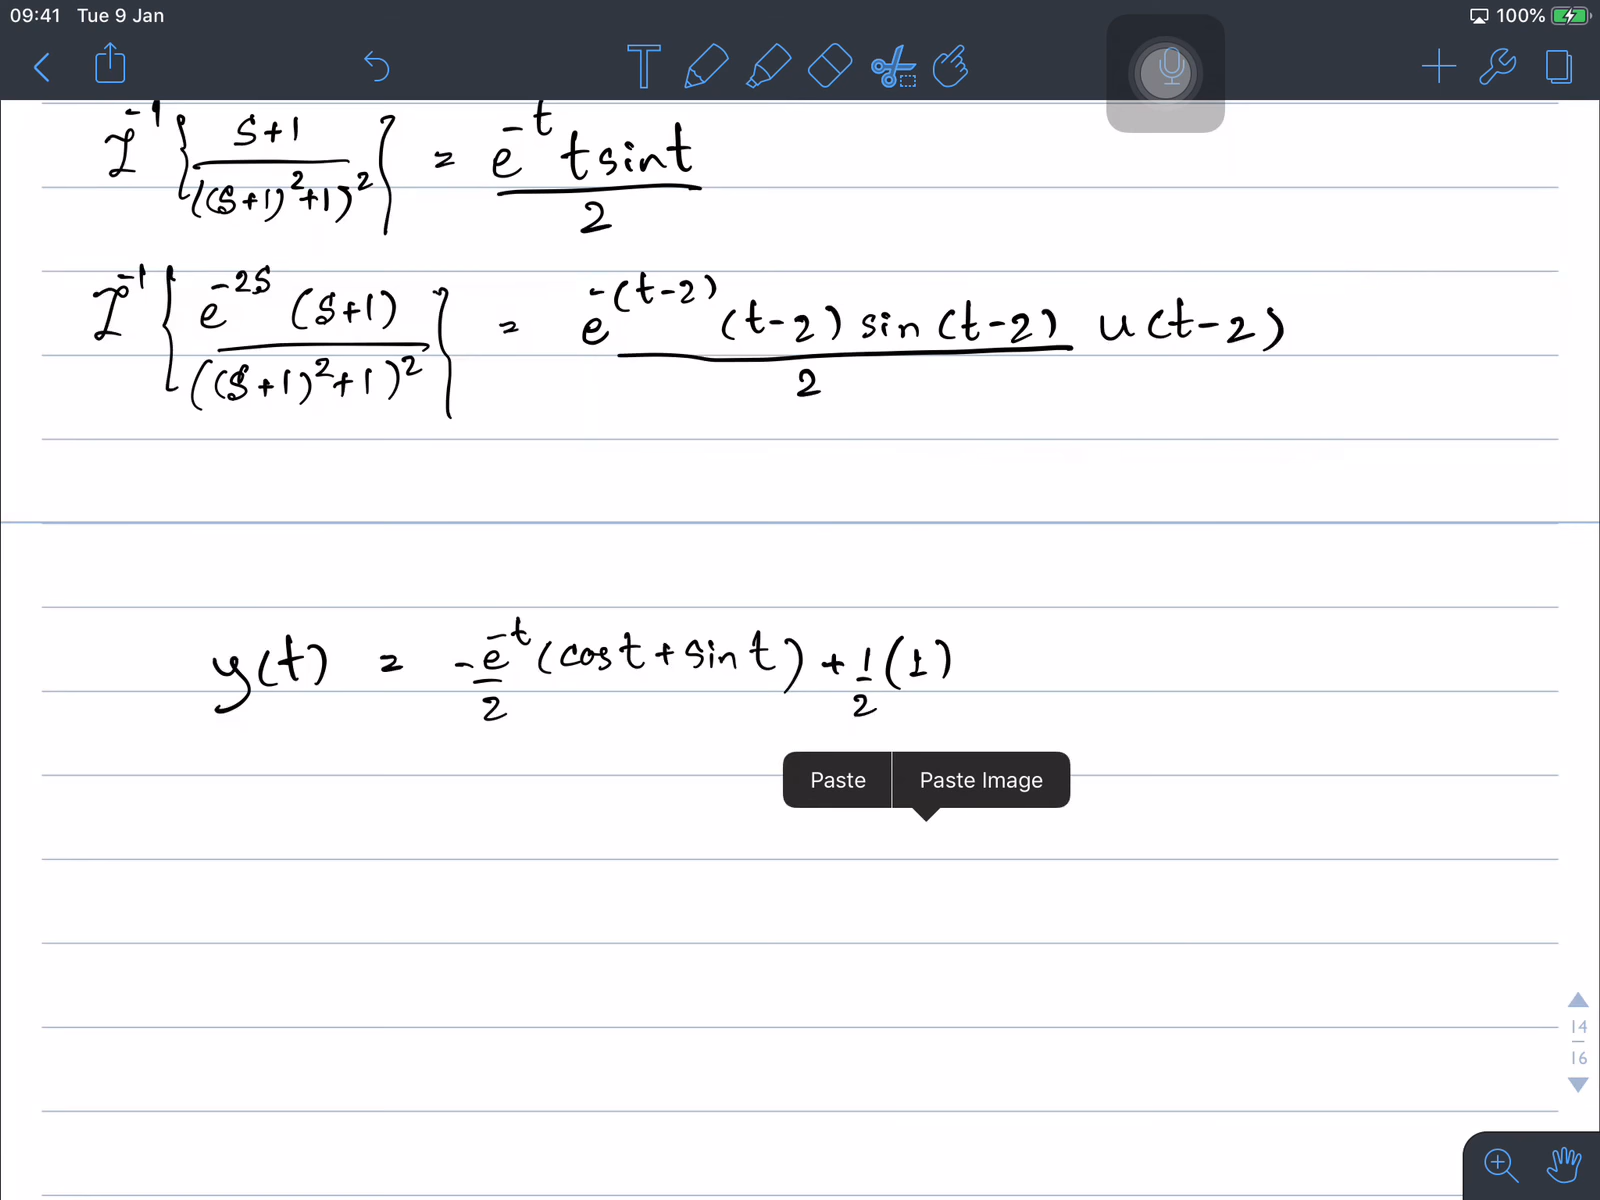 09:41 Tue 9 Jan 100%
T
ℒ⁻¹{ (s+1) / ((s+1)²+1)² } = e^(-t) t sin t / 2
ℒ⁻¹{ e^(-2s) (s+1) / ((s+1)²+1)² } = e^(-(t-2)) (t-2) sin (t-2) / 2 u(t-2)
y(t) = -e^(-t)/2 (cos t + sin t) + 1/2 (1)
Paste Paste Image
14
16